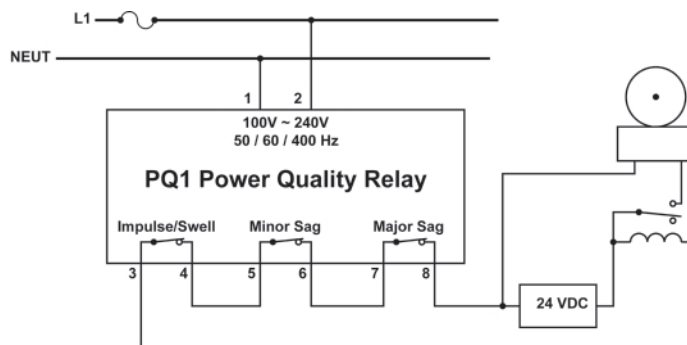 L1
NEUT
1 2
100V ~ 240V
50 / 60 / 400 Hz
PQ1 Power Quality Relay
Impulse/Swell Minor Sag Major Sag
3 4 5 6 7 8
24 VDC